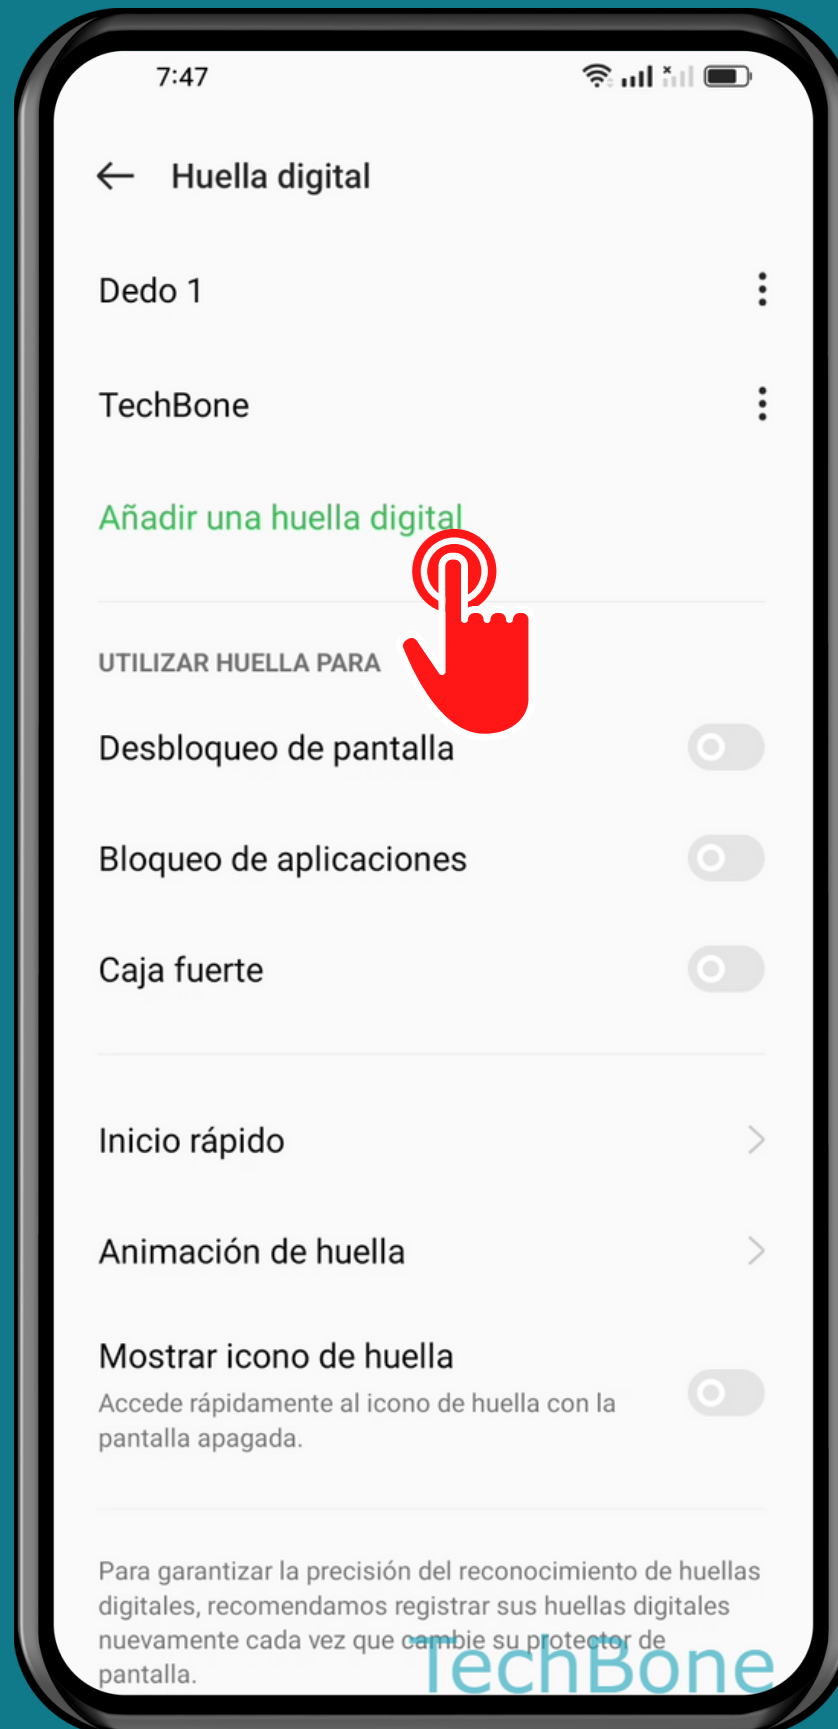 7:47
Huella digital
Dedo 1
TechBone
Añadir una huella digital
UTILIZAR HUELLA PARA
Desbloqueo de pantalla
Bloqueo de aplicaciones
Caja fuerte
Inicio rápido
Animación de huella
Mostrar icono de huella
Accede rápidamente al icono de huella con la
pantalla apagada.
Para garantizar la precisión del reconocimiento de huellas
digitales, recomendamos registrar sus huellas digitales
nuevamente cada vez que cambie su protector de
pantalla.
TechBone